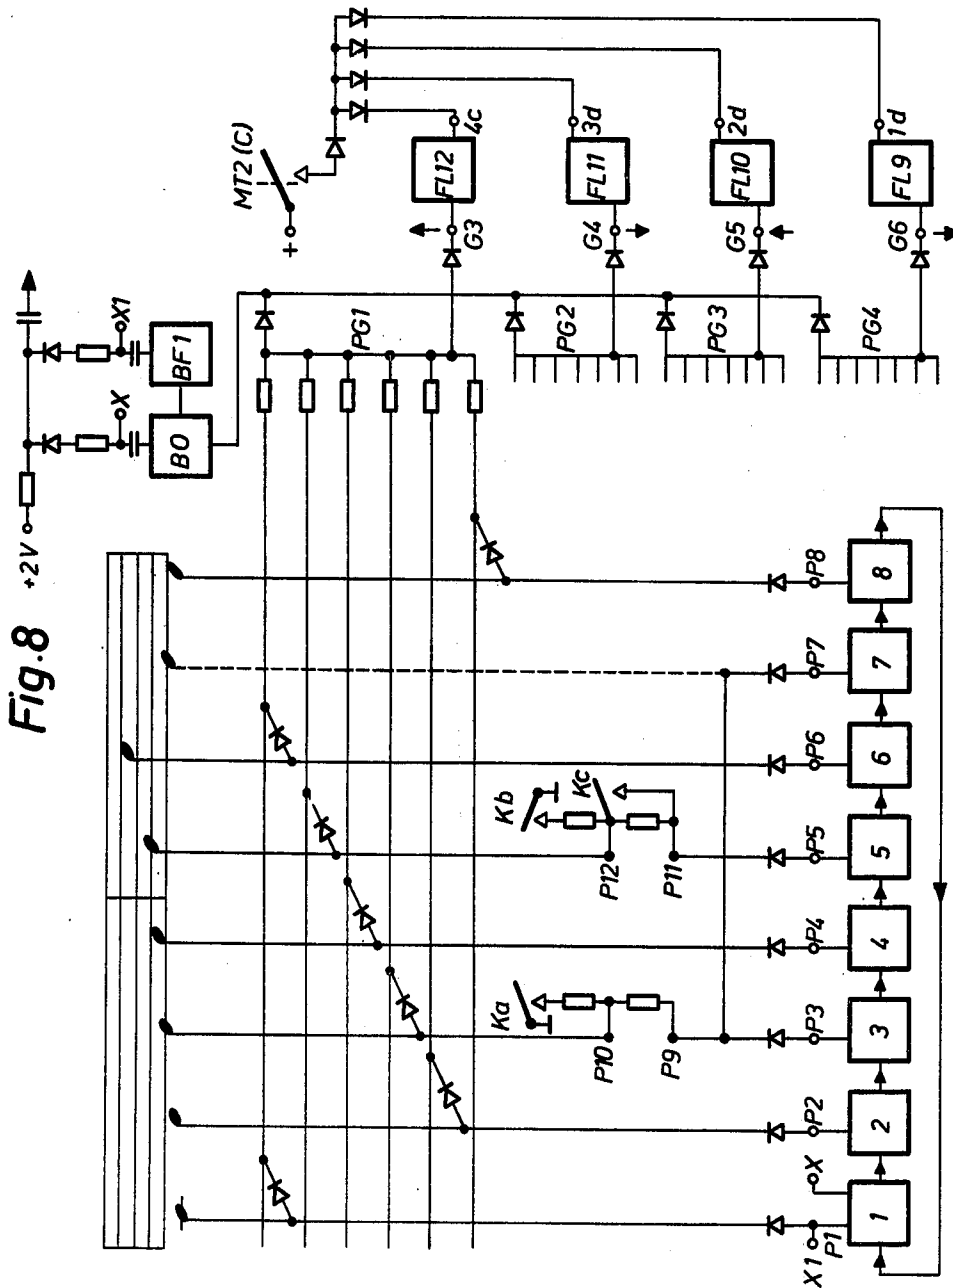 Fig.8
+2V
X
X1
BO
BF1
MT2 (C)
+
PG1
PG2
PG3
PG4
G3
G4
G5
G6
FL12
FL11
FL10
FL9
4c
3d
2d
1d
Ka
Kb
Kc
P10
P9
P12
P11
X1
P1
X
P2
P3
P4
P5
P6
P7
P8
1
2
3
4
5
6
7
8